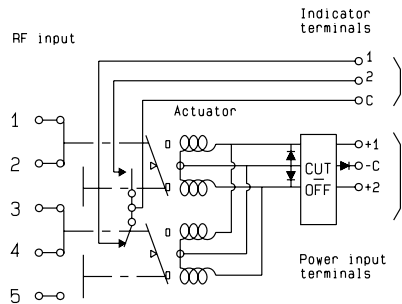 Indicator
terminals
RF input
1
2
C
Actuator
1
2
3
4
5
+1
-C
+2
CUT
OFF
Power input
terminals